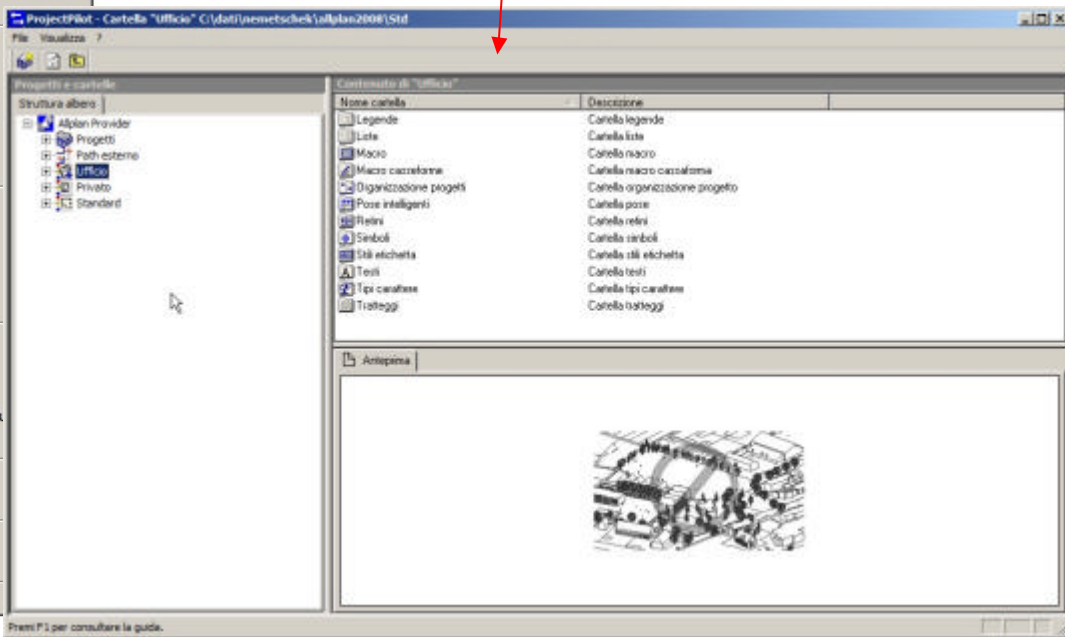 ProjectPilot - Cartella "Ufficio" C:\dati\nemetschek\allplan2008\Std
File Visualizza ?
Progetti e cartelle
Struttura albero
Allplan Provider
Progetti
Path esterno
Ufficio
Privato
Standard
Contenuto di "Ufficio"
Nome cartella Descrizione
Legende Cartella legende
Liste Cartella liste
Macro Cartella macro
Macro casseforme Cartella macro cassaforma
Organizzazione progetti Cartella organizzazione progetto
Pose inteligenti Cartella pose
Retini Cartella retini
Simboli Cartella simboli
Stili etichetta Cartella stili etichetta
Testi Cartella testi
Tipi carattere Cartella tipi carattere
Tratteggi Cartella tratteggi
Anteprima
Premi F1 per consultare la guida.